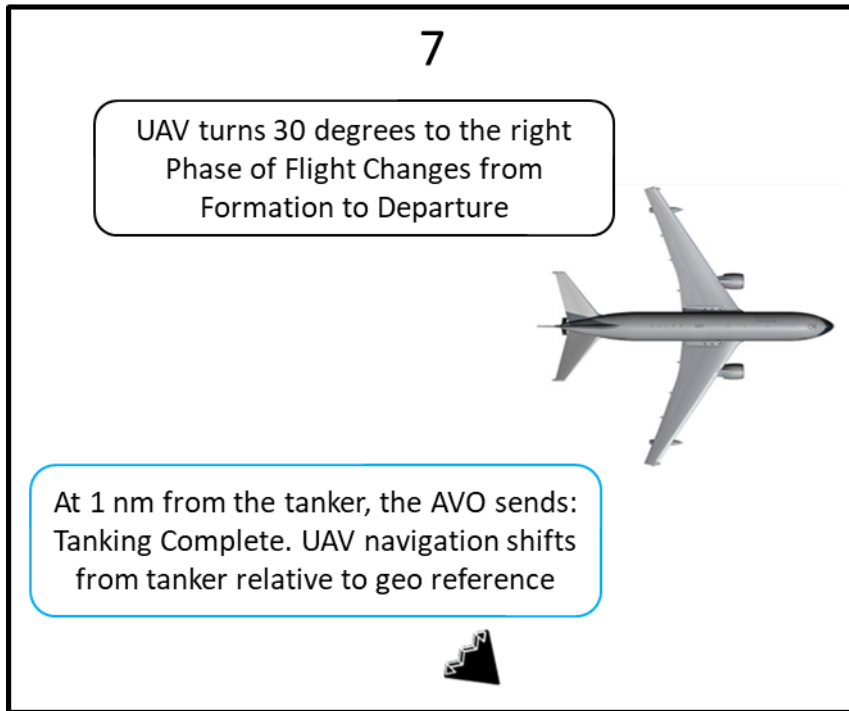 7
UAV turns 30 degrees to the right
Phase of Flight Changes from
Formation to Departure
At 1 nm from the tanker, the AVO sends:
Tanking Complete. UAV navigation shifts
from tanker relative to geo reference